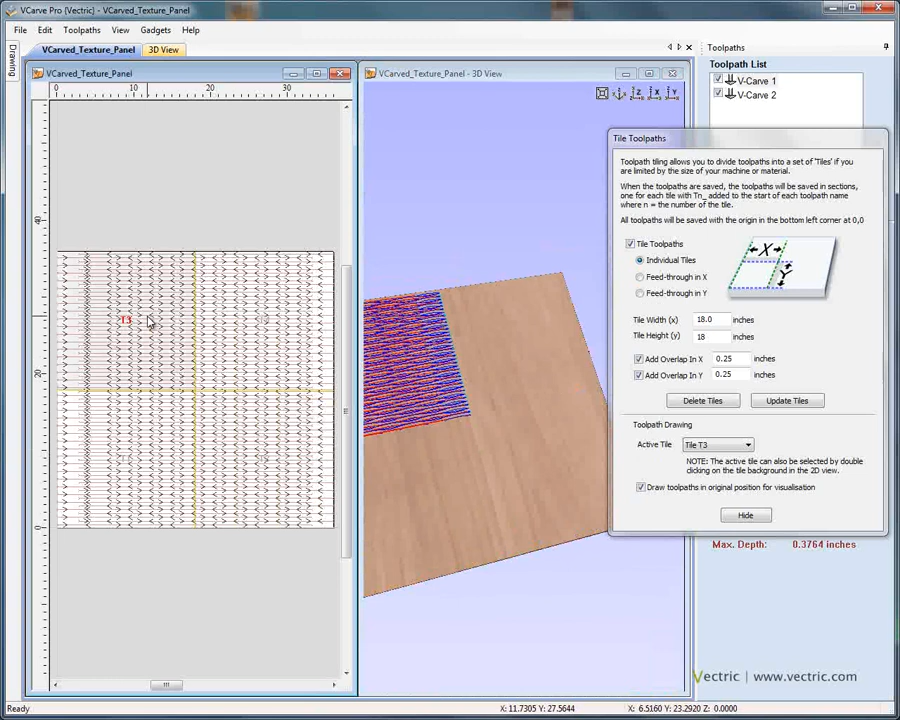 VCarve Pro (Vectric) - VCarved_Texture_Panel
File Edit Toolpaths View Gadgets Help
Drawing
VCarved_Texture_Panel
3D View
Toolpaths
VCarved_Texture_Panel
VCarved_Texture_Panel - 3D View
Toolpath List
V-Carve 1
V-Carve 2
0 10 20 30
40
20
0
T3
Z X Y
Tile Toolpaths
Toolpath tiling allows you to divide toolpaths into a set of 'Tiles' if you
are limited by the size of your machine or material.
When the toolpaths are saved, the toolpaths will be saved in sections,
one for each tile with Tn_ added to the start of each toolpath name
where n = the number of the tile.
All toolpaths will be saved with the origin in the bottom left corner at 0,0
Tile Toolpaths
Individual Tiles
Feed-through in X
Feed-through in Y
X
Y
Tile Width (x) 18.0 inches
Tile Height (y) 18 inches
Add Overlap In X 0.25 inches
Add Overlap In Y 0.25 inches
Delete Tiles
Update Tiles
Toolpath Drawing
Active Tile Tile T3
NOTE: The active tile can also be selected by double
clicking on the tile background in the 2D view.
Draw toolpaths in original position for visualisation
Hide
Max. Depth: 0.3764 inches
Vectric | www.vectric.com
Ready
X:11.7305 Y:27.5644
X: 6.5160 Y:23.2920 Z:0.0000